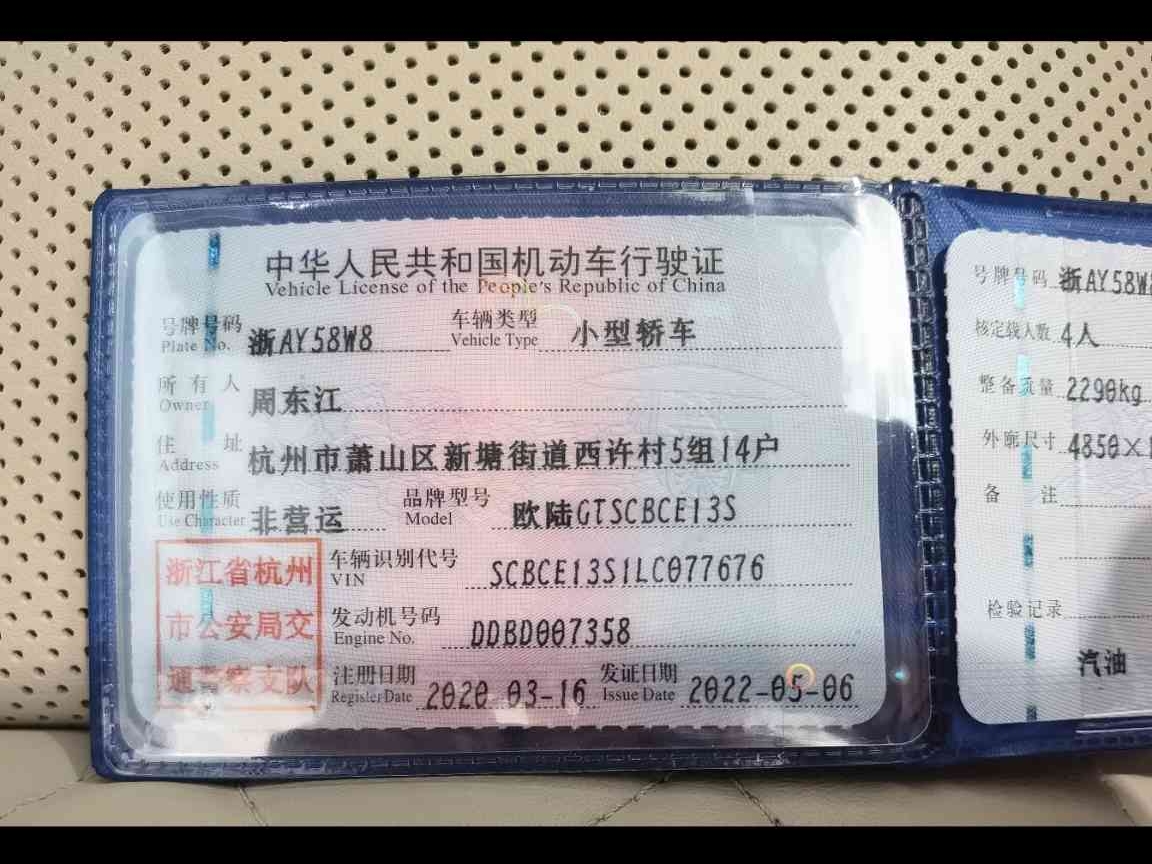 中华人民共和国机动车行驶证
Vehicle License of the People's Republic of China
号牌号码 浙AY58W8 车辆类型 小型轿车
Plate No. Vehicle Type
所有人 周东江
Owner
住址 杭州市萧山区新塘街道西许村5组14户
Address
使用性质 非营运 品牌型号 欧陆GTSCBCE13S
Use Character Model
浙江省杭州
市公安局交
通警察支队
车辆识别代号 SCBCE13S1LC077676
VIN
发动机号码 DDBD007358
Engine No.
注册日期 2020-03-16 发证日期 2022-05-06
Register Date Issue Date
号牌号码 浙AY58W
核定载人数 4人
整备质量 2290kg
外廓尺寸 4850×1
备注
检验记录
汽油